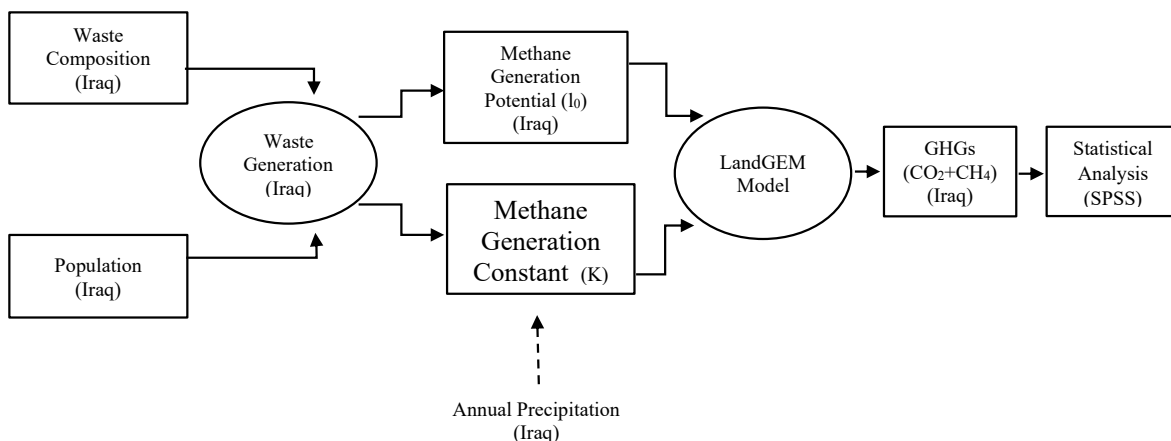 Waste
Composition
(Iraq)
Population
(Iraq)
Waste
Generation
(Iraq)
Methane
Generation
Potential (l₀)
(Iraq)
Methane
Generation
Constant (K)
Annual Precipitation
(Iraq)
LandGEM
Model
GHGs
(CO₂+CH₄)
(Iraq)
Statistical
Analysis
(SPSS)